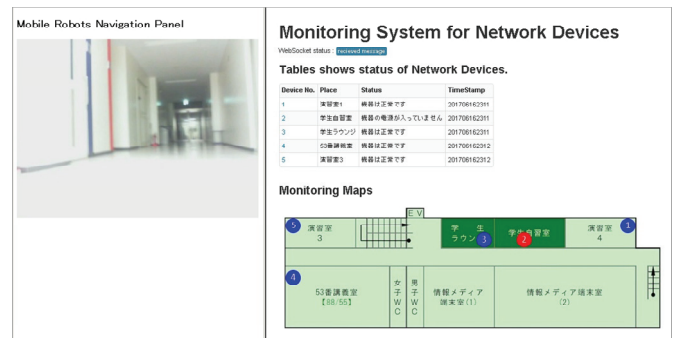 Mobile Robots Navigation Panel
Monitoring System for Network Devices
WebSocket status : recieved message
Tables shows status of Network Devices.
Device No. Place Status TimeStamp
1 演習室1 機器は正常です 201706162311
2 学生自習室 機器の電源が入っていません 201706162311
3 学生ラウンジ 機器は正常です 201706162311
4 53番講義室 機器は正常です 201706162312
5 演習室3 機器は正常です 201706162312
Monitoring Maps
EV
5 演習室
3
学 生
ラウン 3
学生自習室
2
演習室
4
1
4
53番講義室
【88/55】
女子WC
男子WC
情報メディア
端末室(1)
情報メディア端末室
(2)